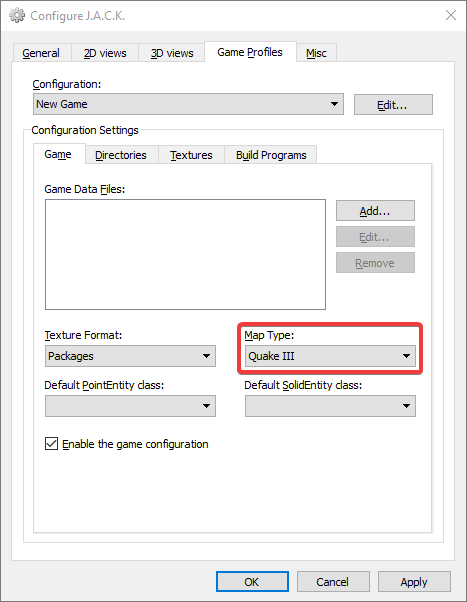 Configure J.A.C.K.
General 2D views 3D views Game Profiles Misc
Configuration:
New Game Edit...
Configuration Settings
Game Directories Textures Build Programs
Game Data Files:
Add...
Edit...
Remove
Texture Format: Map Type:
Packages Quake III
Default PointEntity class: Default SolidEntity class:
Enable the game configuration
OK Cancel Apply